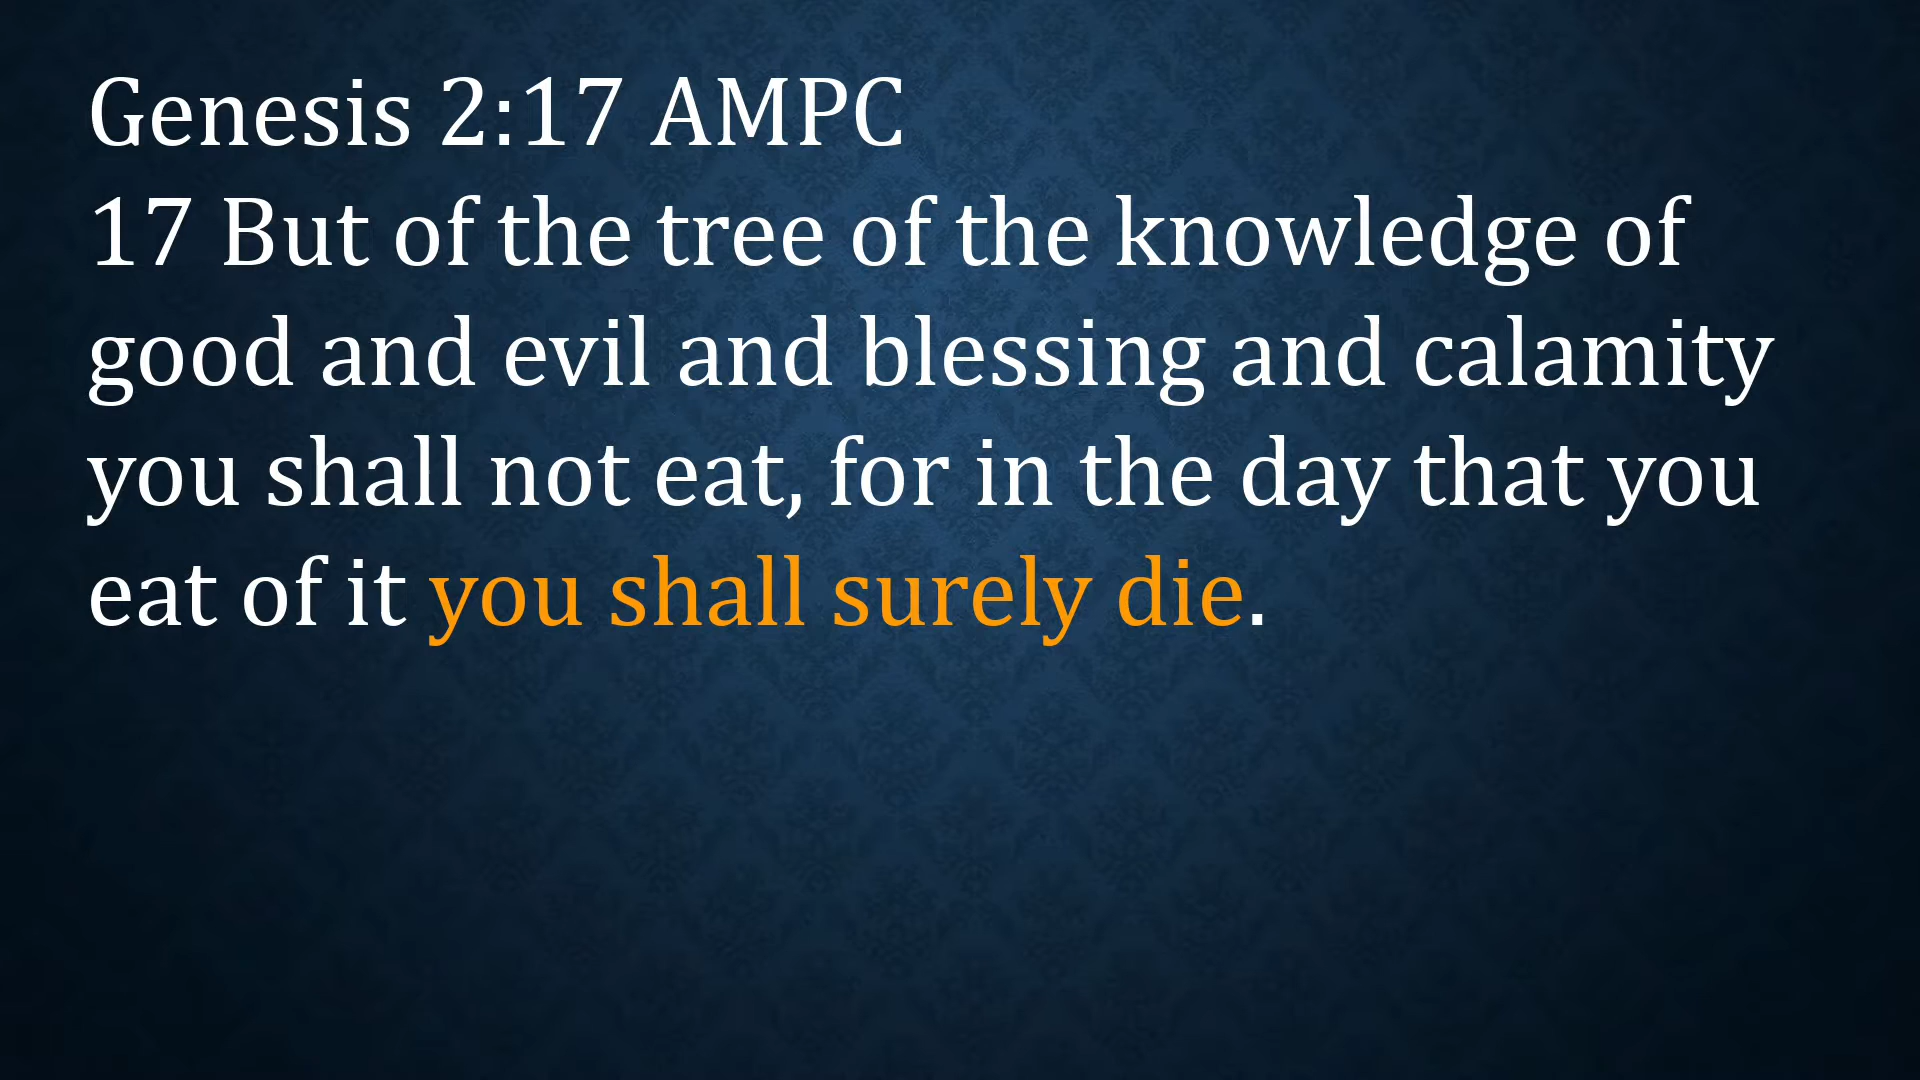 Genesis 2:17 AMPC
17 But of the tree of the knowledge of
good and evil and blessing and calamity
you shall not eat, for in the day that you
eat of it you shall surely die.